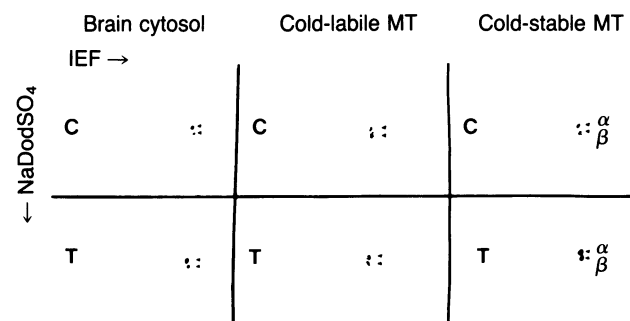 Brain cytosol Cold-labile MT Cold-stable MT
IEF →
← NaDodSO₄
C C C α
β
T T T α
β